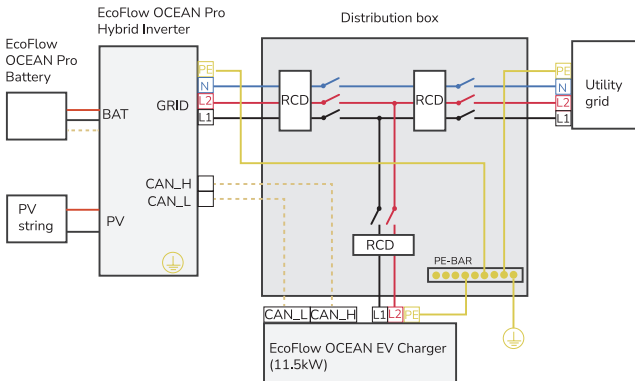 EcoFlow OCEAN Pro
Hybrid Inverter
Distribution box
EcoFlow
OCEAN Pro
Battery
PE
N
L2
L1
GRID
BAT
RCD
RCD
PE
N
L2
L1
Utility
grid
CAN_H
CAN_L
PV
string
PV
RCD
PE-BAR
CAN_L
CAN_H
L1
L2
PE
EcoFlow OCEAN EV Charger
(11.5kW)